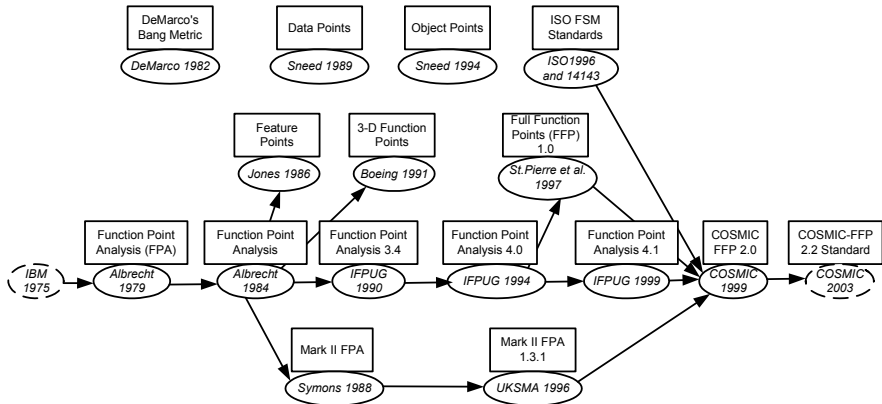 DeMarco's
Bang Metric
DeMarco 1982
Data Points
Sneed 1989
Object Points
Sneed 1994
ISO FSM
Standards
ISO1996
and 14143
Feature
Points
Jones 1986
3-D Function
Points
Boeing 1991
Full Function
Points (FFP)
1.0
St.Pierre et al.
1997
IBM
1975
Function Point
Analysis (FPA)
Albrecht
1979
Function Point
Analysis
Albrecht
1984
Function Point
Analysis 3.4
IFPUG
1990
Function Point
Analysis 4.0
IFPUG 1994
Function Point
Analysis 4.1
IFPUG 1999
COSMIC
FFP 2.0
COSMIC
1999
COSMIC-FFP
2.2 Standard
COSMIC
2003
Mark II FPA
Symons 1988
Mark II FPA
1.3.1
UKSMA 1996